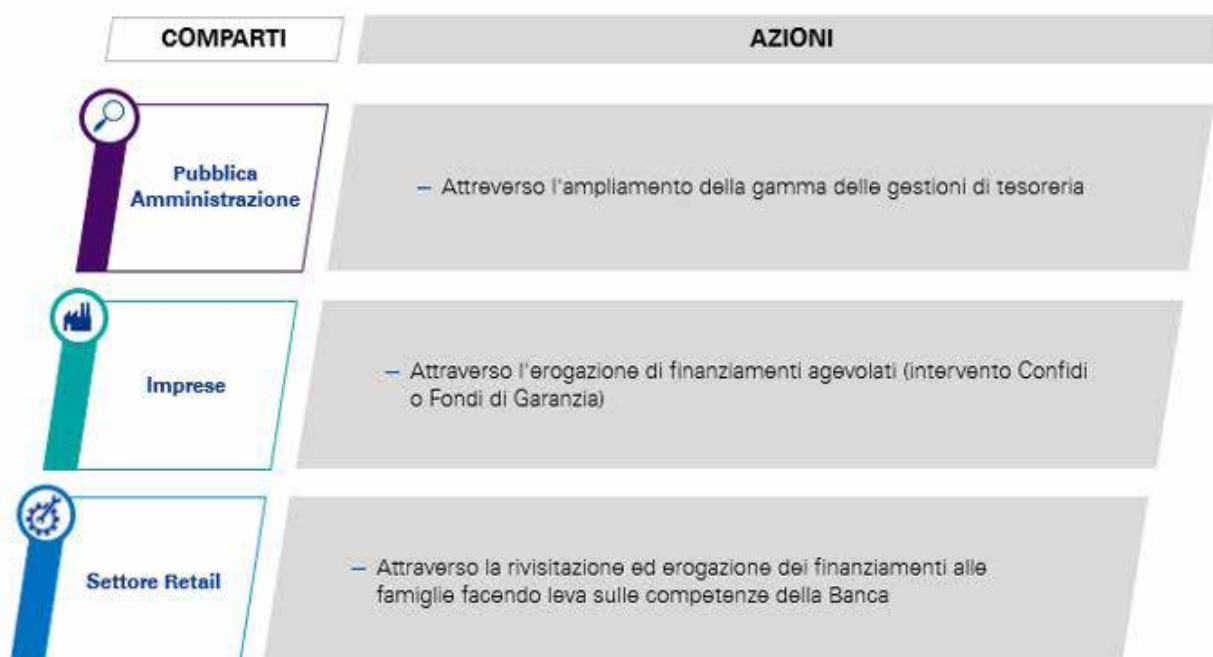 COMPARTI
AZIONI
Pubblica
Amministrazione
– Attreverso l'ampliamento della gamma delle gestioni di tesoreria
Imprese
– Attraverso l'erogazione di finanziamenti agevolati (intervento Confidi
o Fondi di Garanzia)
Settore Retail
– Attraverso la rivisitazione ed erogazione dei finanziamenti alle
famiglie facendo leva sulle competenze della Banca